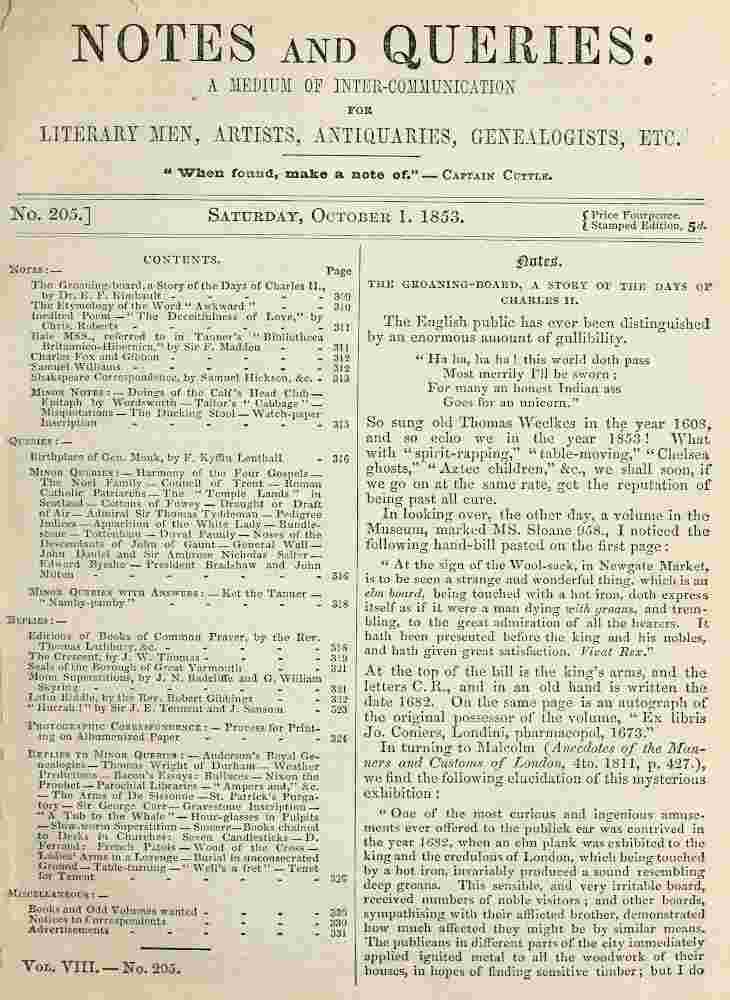 NOTES AND QUERIES:
A MEDIUM OF INTER-COMMUNICATION
FOR
LITERARY MEN, ARTISTS, ANTIQUARIES, GENEALOGISTS, ETC.
"When found, make a note of."—CAPTAIN CUTTLE.
No. 205.]
SATURDAY, OCTOBER 1. 1853.
{ Price Fourpence.
{ Stamped Edition, 5d.
CONTENTS.
NOTES:— Page
The Groaning-board, a Story of the Days of Charles II.,
by Dr. E. F. Rimbault - - - - 309
The Etymology of the Word "Awkward" - - 310
Inedited Poem—"The Deceitfulness of Love," by
Chris. Roberts - - - - - 311
Bale MSS., referred to in Tanner's "Bibliotheca
Britannico-Hibernica," by Sir F. Madden - - 311
Charles Fox and Gibbon - - - - 312
Samuel Williams - - - - - 312
Shakspeare Correspondence, by Samuel Hickson, &c. - 313
MINOR NOTES:—Doings of the Calf's Head Club—
Epitaph by Wordsworth—Tailor's "Cabbage"—
Misquotations—The Ducking Stool—Watch-paper
Inscription - - - - - 315
QUERIES:—
Birthplace of Gen. Monk, by F. Kyffin Lenthall - 316
MINOR QUERIES:—Harmony of the Four Gospels—
The Noel Family—Council of Trent—Roman
Catholic Patriarchs—The "Temple Lands" in
Scotland—Cottons of Fowey—Draught or Draft
of Air—Admiral Sir Thomas Tyddeman—Pedigree
Indices—Apparition of the White Lady—Rundle-
stone—Tottenham—Duval Family—Noses of the
Descendants of John of Gaunt—General Wall—
John Daniel and Sir Ambrose Nicholas Salter—
Edward Bysshe—President Bradshaw and John
Milton - - - - - - 316
MINOR QUERIES WITH ANSWERS:—Ket the Tanner—
"Namby-pamby" - - - - - 318
REPLIES:—
Editions of Books of Common Prayer, by the Rev.
Thomas Lathbury, &c. - - - - 318
The Crescent, by J. W. Thomas - - - 319
Seals of the Borough of Great Yarmouth - - 321
Moon Superstitions, by J. N. Radcliffe and G. William
Skyring - - - - - - 321
Latin Riddle, by the Rev. Robert Gibbings - - 322
"Hurrah!" by Sir J. E. Tennent and J. Sansom - 323
PHOTOGRAPHIC CORRESPONDENCE:—Process for Print-
ing on Albumenized Paper - - - - 324
REPLIES TO MINOR QUERIES:—Anderson's Royal Ge-
nealogies—Thomas Wright of Durham—Weather
Predictions—Bacon's Essays: Bullaces—Nixon the
Prophet—Parochial Libraries—"Ampers and," &c.
—The Arms of De Sissonne—St. Patrick's Purga-
tory—Sir George Carr—Gravestone Inscription—
"A Tub to the Whale"—Hour-glasses in Pulpits
—Slow-worm Superstition—Sincere—Books chained
to Desks in Churches: Seven Candlesticks—D.
Ferrand: French Patois—Wood of the Cross—
Ladies' Arms in a Lozenge—Burial in unconsecrated
Ground—Table-turning—"Well's a fret"—Tenet
for Tenent - - - - - - 326
MISCELLANEOUS:—
Books and Odd Volumes wanted - - - 330
Notices to Correspondents - - - - 330
Advertisements - - - - - 331
VOL. VIII.—No. 205.
Notes.
THE GROANING-BOARD, A STORY OF THE DAYS OF
CHARLES II.
The English public has ever been distinguished
by an enormous amount of gullibility.
"Ha ha, ha ha! this world doth pass
Most merrily I'll be sworn;
For many an honest Indian ass
Goes for an unicorn."
So sung old Thomas Weelkes in the year 1608,
and so echo we in the year 1853! What
with "spirit-rapping," "table-moving," "Chelsea
ghosts," "Aztec children," &c., we shall soon, if
we go on at the same rate, get the reputation of
being past all cure.
In looking over, the other day, a volume in the
Museum, marked MS. Sloane 958., I noticed the
following hand-bill pasted on the first page:
"At the sign of the Wool-sack, in Newgate Market,
is to be seen a strange and wonderful thing, which is an
elm board, being touched with a hot iron, doth express
itself as if it were a man dying with groans, and trem-
bling, to the great admiration of all the hearers. It
hath been presented before the king and his nobles,
and hath given great satisfaction. Vivat Rex."
At the top of the bill is the king's arms, and the
letters C. R., and in an old hand is written the
date 1682. On the same page is an autograph of
the original possessor of the volume, "Ex libris
Jo. Coniers, Londini, pharmacopol, 1673."
In turning to Malcolm (Anecdotes of the Man-
ners and Customs of London, 4to. 1811, p. 427.),
we find the following elucidation of this mysterious
exhibition:
"One of the most curious and ingenious amuse-
ments ever offered to the publick ear was contrived in
the year 1682, when an elm plank was exhibited to the
king and the credulous of London, which being touched
by a hot iron, invariably produced a sound resembling
deep groans. This sensible, and very irritable board,
received numbers of noble visitors; and other boards,
sympathising with their afflicted brother, demonstrated
how much affected they might be by similar means.
The publicans in different parts of the city immediately
applied ignited metal to all the woodwork of their
houses, in hopes of finding sensitive timber; but I do